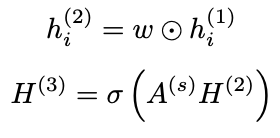 h_i^{(2)} = w ⊙ h_i^{(1)}
H^{(3)} = σ(A^{(s)} H^{(2)})